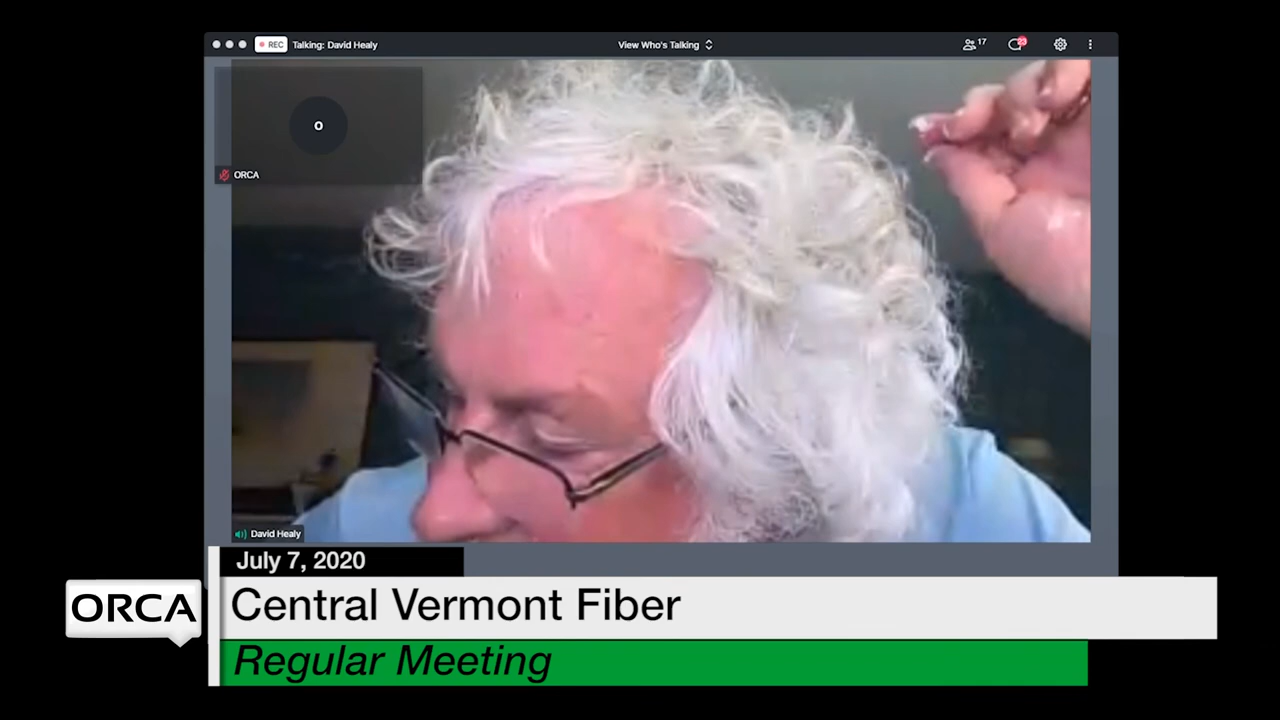 REC Talking: David Healy View Who's Talking 17 23
O
ORCA
David Healy
July 7, 2020
ORCA Central Vermont Fiber
Regular Meeting